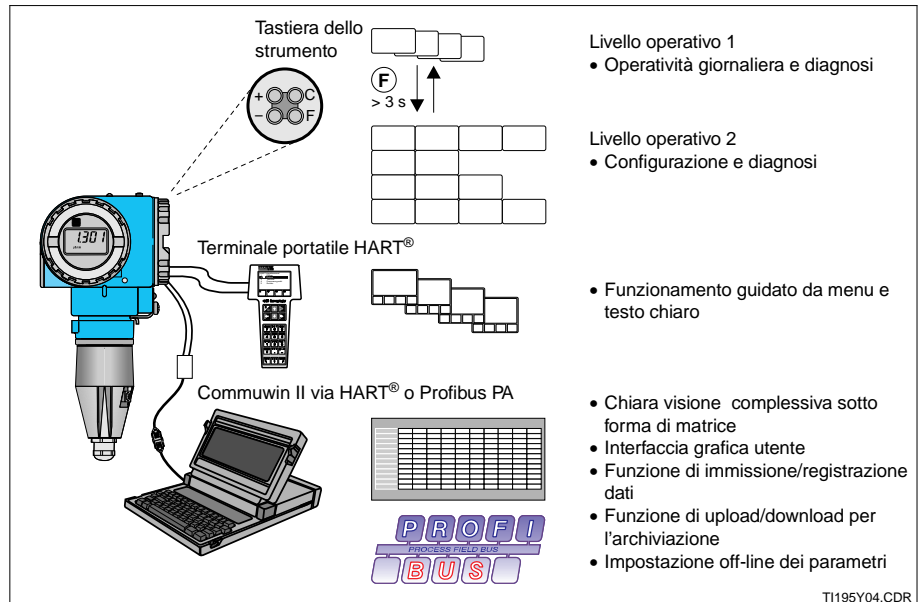 Tastiera dello
strumento
+ C
− F
F
> 3 s
Livello operativo 1
• Operatività giornaliera e diagnosi
Livello operativo 2
• Configurazione e diagnosi
1.301
Terminale portatile HART®
• Funzionamento guidato da menu e
testo chiaro
Commuwin II via HART® o Profibus PA
• Chiara visione complessiva sotto
forma di matrice
• Interfaccia grafica utente
• Funzione di immissione/registrazione
dati
• Funzione di upload/download per
l'archiviazione
• Impostazione off-line dei parametri
PROFI
PROCESS FIELD BUS
BUS
TI195Y04.CDR